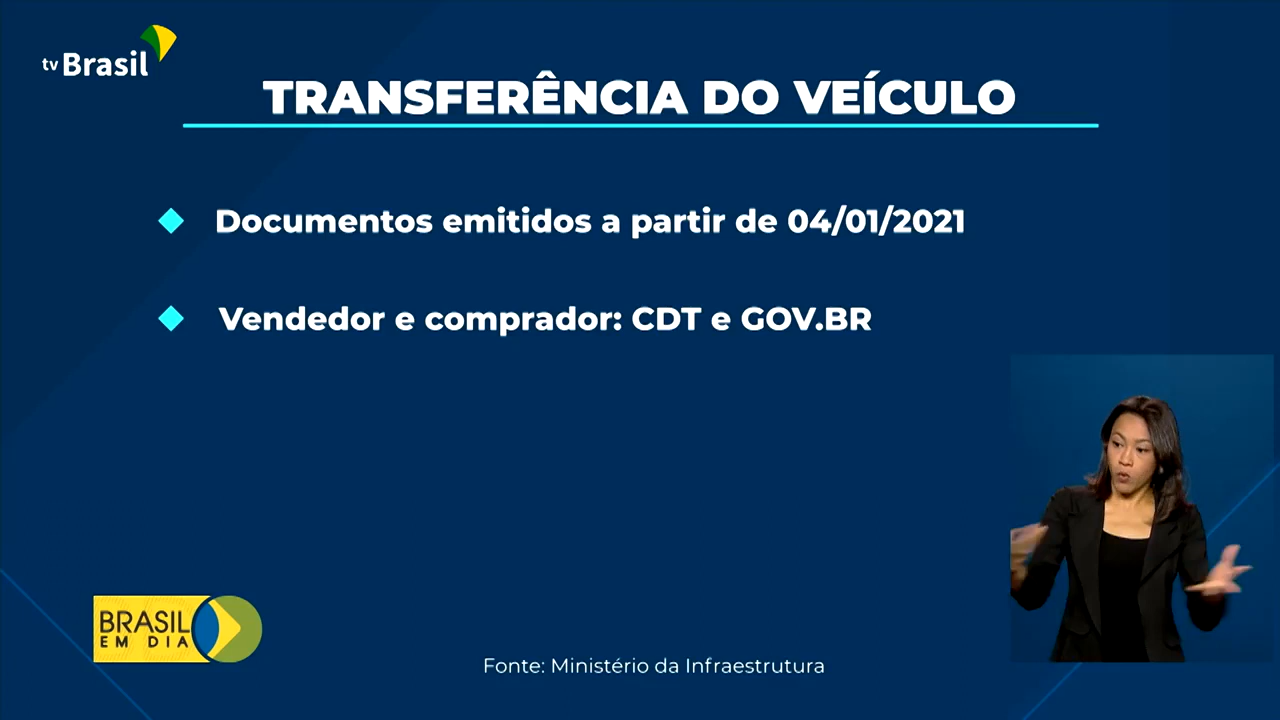 tv Brasil
TRANSFERÊNCIA DO VEÍCULO
Documentos emitidos a partir de 04/01/2021
Vendedor e comprador: CDT e GOV.BR
BRASIL
EM DIA
Fonte: Ministério da Infraestrutura